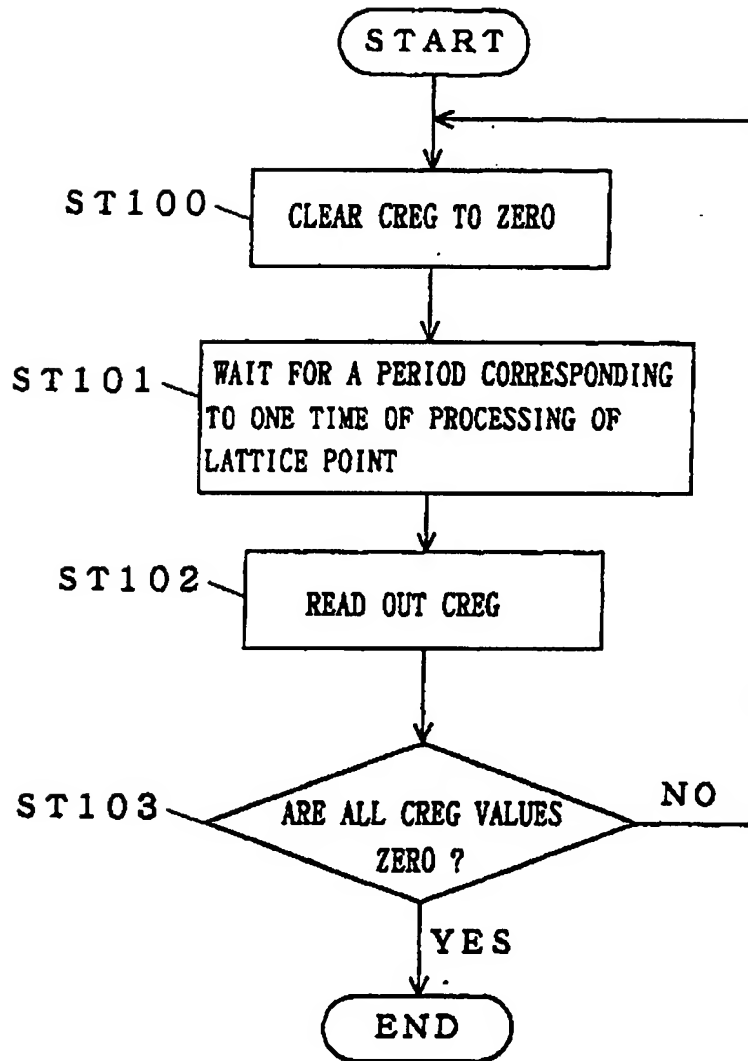 START
ST100
CLEAR CREG TO ZERO
ST101
WAIT FOR A PERIOD CORRESPONDING
TO ONE TIME OF PROCESSING OF
LATTICE POINT
ST102
READ OUT CREG
ST103
ARE ALL CREG VALUES
ZERO ?
NO
YES
END